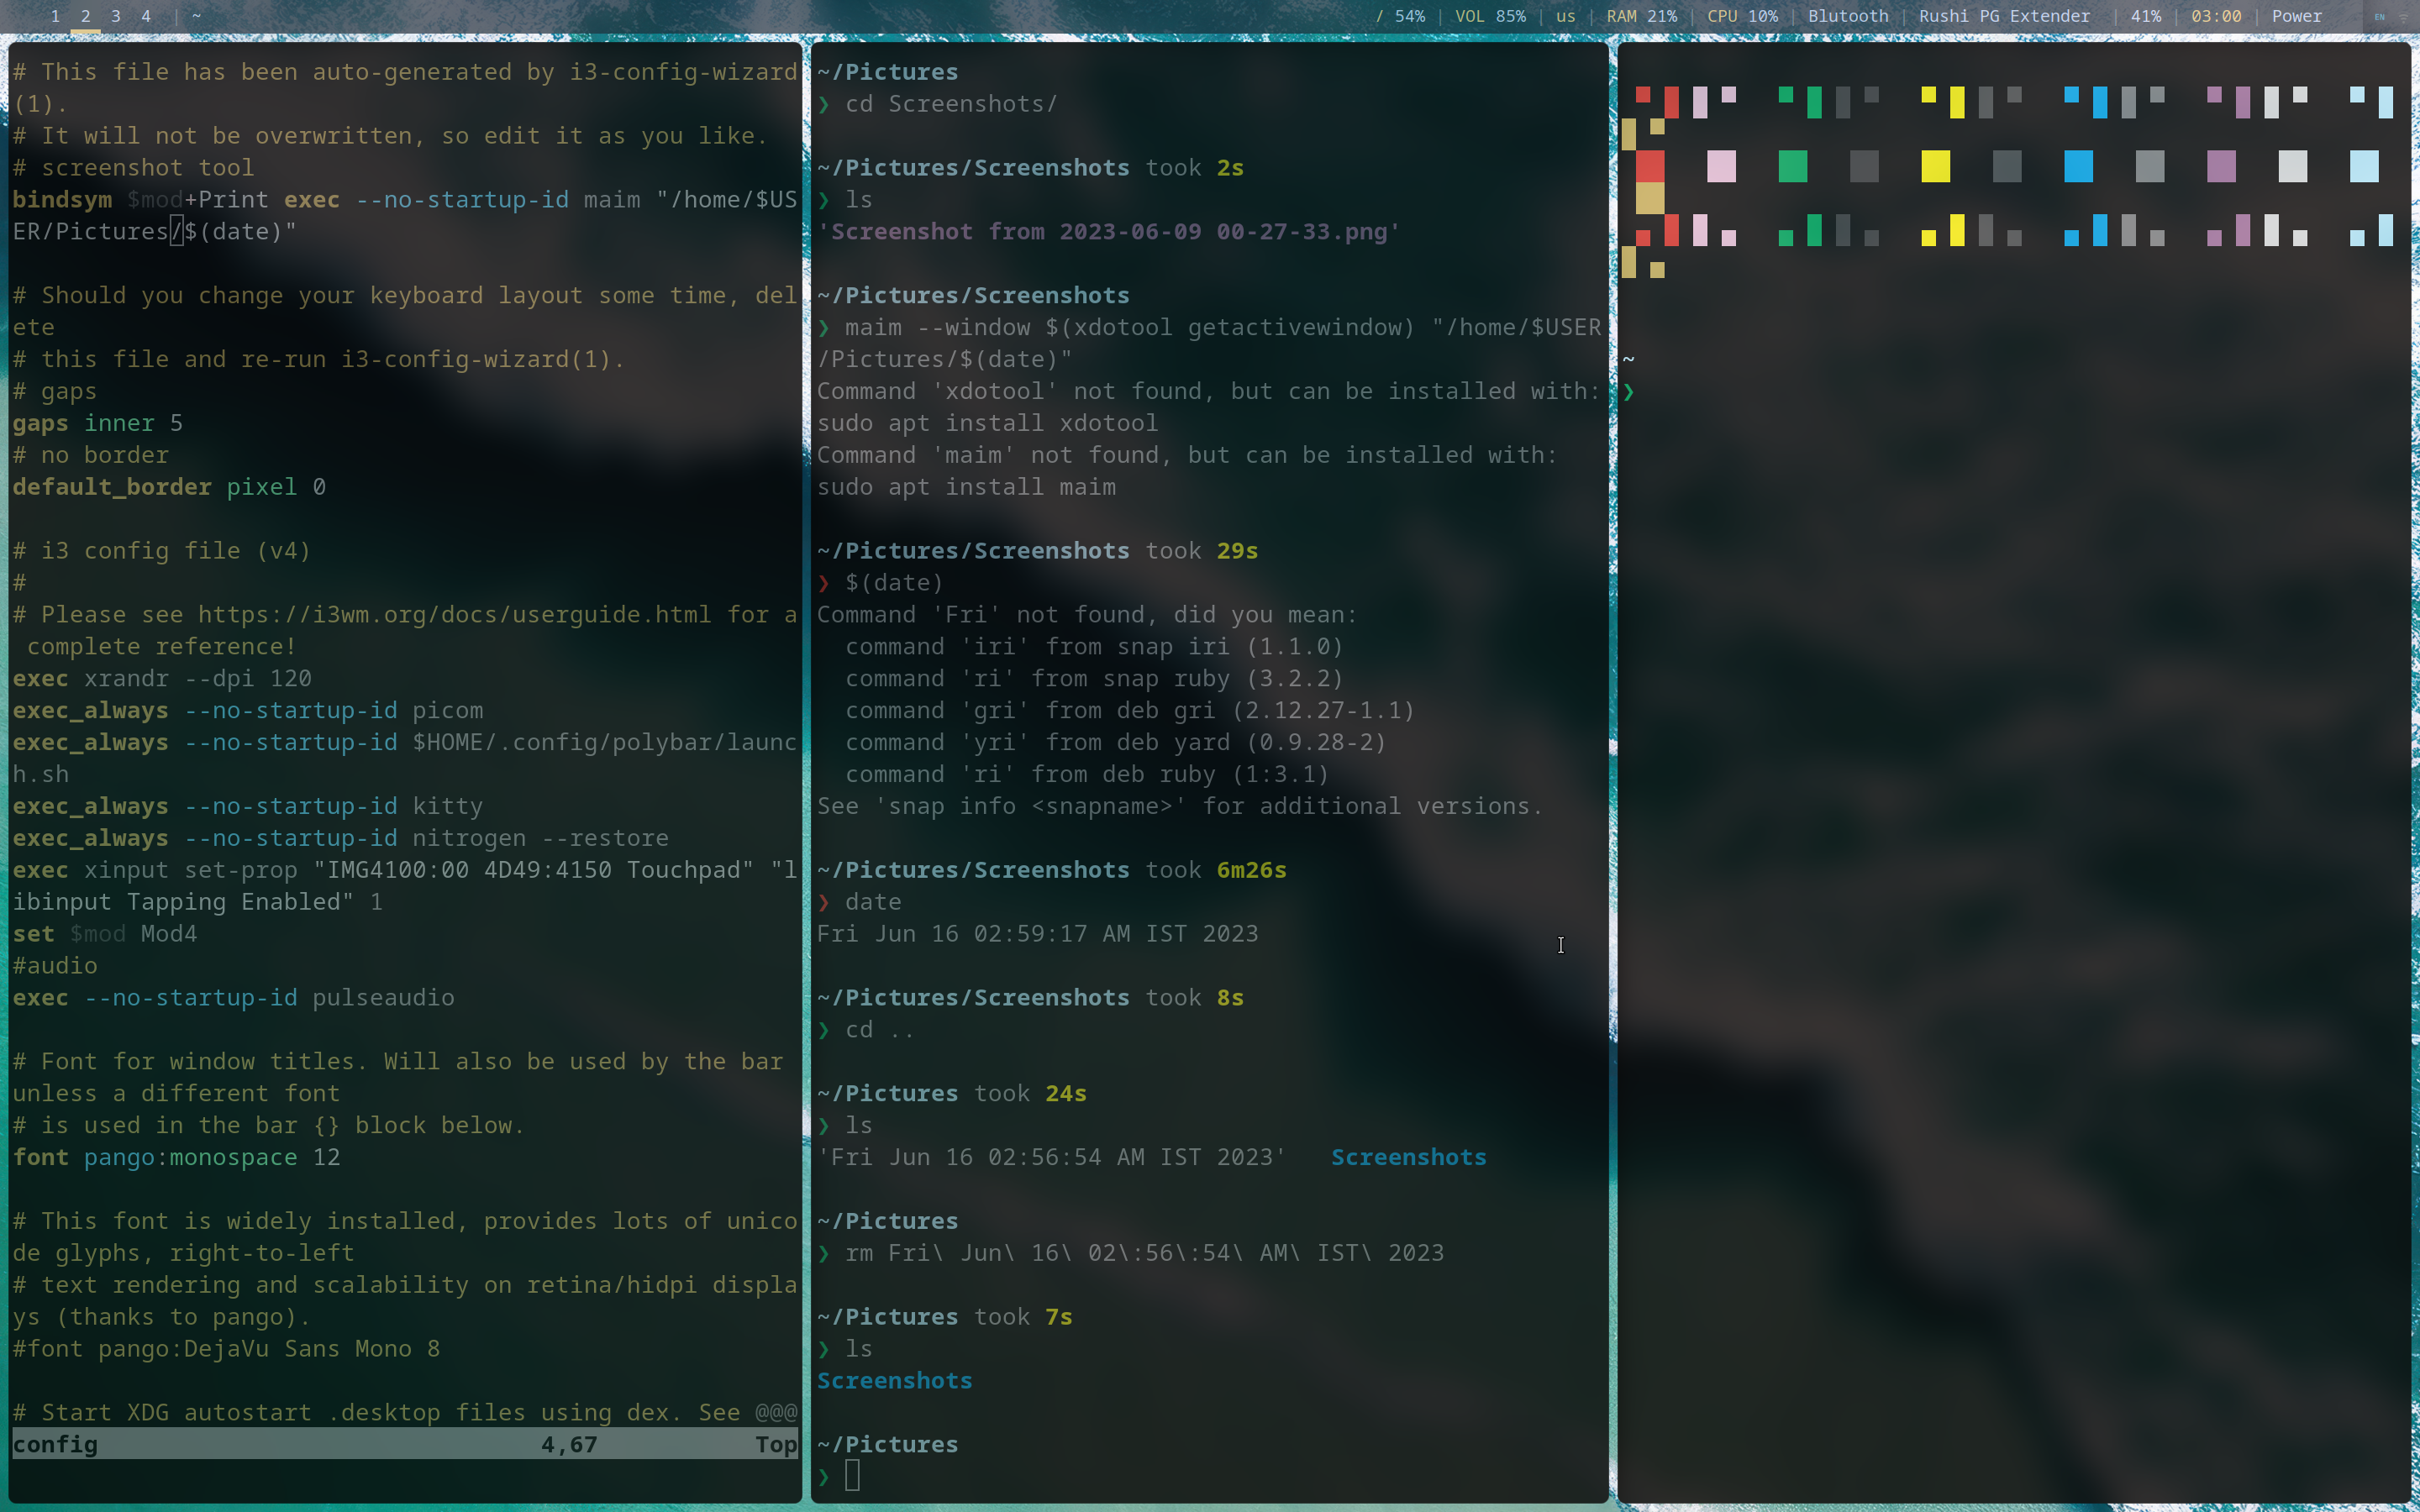 1 2 3 4 | ~
/ 54% | VOL 85% | us | RAM 21% | CPU 10% | Blutooth | Rushi PG Extender | 41% | 03:00 | Power EN
# This file has been auto-generated by i3-config-wizard
(1).
# It will not be overwritten, so edit it as you like.
# screenshot tool
bindsym $mod+Print exec --no-startup-id maim "/home/$US
ER/Pictures/$(date)"
# Should you change your keyboard layout some time, del
ete
# this file and re-run i3-config-wizard(1).
# gaps
gaps inner 5
# no border
default_border pixel 0
# i3 config file (v4)
#
# Please see https://i3wm.org/docs/userguide.html for a
 complete reference!
exec xrandr --dpi 120
exec_always --no-startup-id picom
exec_always --no-startup-id $HOME/.config/polybar/launc
h.sh
exec_always --no-startup-id kitty
exec_always --no-startup-id nitrogen --restore
exec xinput set-prop "IMG4100:00 4D49:4150 Touchpad" "l
ibinput Tapping Enabled" 1
set $mod Mod4
#audio
exec --no-startup-id pulseaudio
# Font for window titles. Will also be used by the bar
unless a different font
# is used in the bar {} block below.
font pango:monospace 12
# This font is widely installed, provides lots of unico
de glyphs, right-to-left
# text rendering and scalability on retina/hidpi displa
ys (thanks to pango).
#font pango:DejaVu Sans Mono 8
# Start XDG autostart .desktop files using dex. See @@@
config 4,67 Top
~/Pictures
❯ cd Screenshots/
~/Pictures/Screenshots took 2s
❯ ls
'Screenshot from 2023-06-09 00-27-33.png'
~/Pictures/Screenshots
❯ maim --window $(xdotool getactivewindow) "/home/$USER
/Pictures/$(date)"
Command 'xdotool' not found, but can be installed with:
sudo apt install xdotool
Command 'maim' not found, but can be installed with:
sudo apt install maim
~/Pictures/Screenshots took 29s
❯ $(date)
Command 'Fri' not found, did you mean:
  command 'iri' from snap iri (1.1.0)
  command 'ri' from snap ruby (3.2.2)
  command 'gri' from deb gri (2.12.27-1.1)
  command 'yri' from deb yard (0.9.28-2)
  command 'ri' from deb ruby (1:3.1)
See 'snap info <snapname>' for additional versions.
~/Pictures/Screenshots took 6m26s
❯ date
Fri Jun 16 02:59:17 AM IST 2023
~/Pictures/Screenshots took 8s
❯ cd ..
~/Pictures took 24s
❯ ls
'Fri Jun 16 02:56:54 AM IST 2023'   Screenshots
~/Pictures
❯ rm Fri\ Jun\ 16\ 02\:56\:54\ AM\ IST\ 2023
~/Pictures took 7s
❯ ls
Screenshots
~/Pictures
❯
~
❯